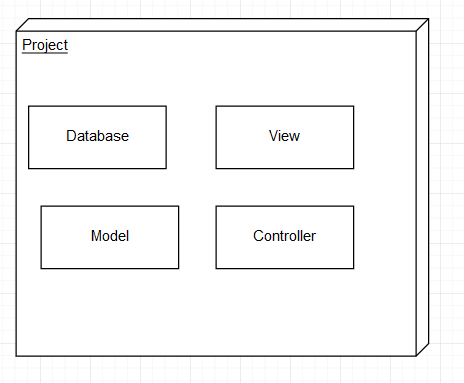 Project
Database
View
Model
Controller